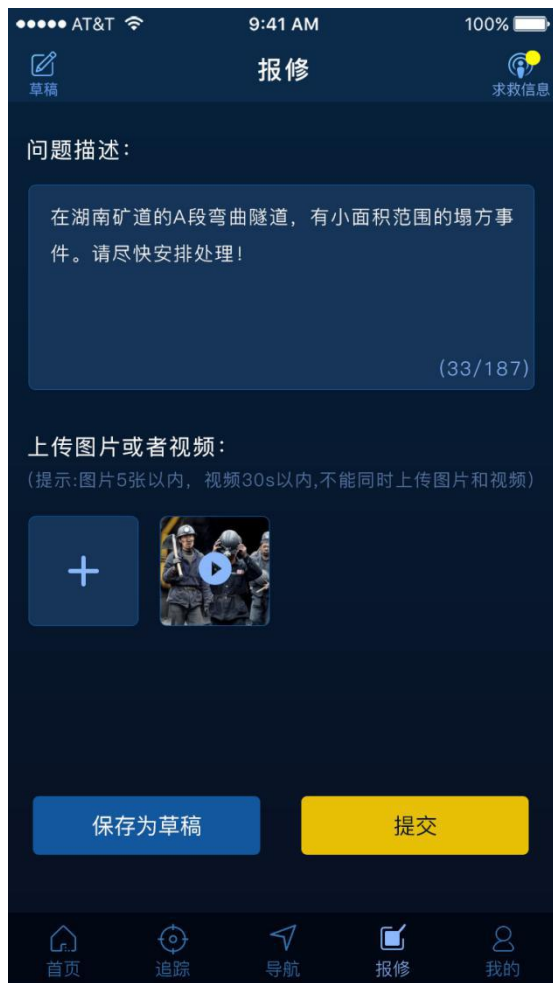 ●●●●● AT&T 9:41 AM 100%
报修
草稿
求救信息
问题描述：
在湖南矿道的A段弯曲隧道，有小面积范围的塌方事
件。请尽快安排处理！
(33/187)
上传图片或者视频：
(提示:图片5张以内，视频30s以内,不能同时上传图片和视频)
保存为草稿 提交
首页 追踪 导航 报修 我的